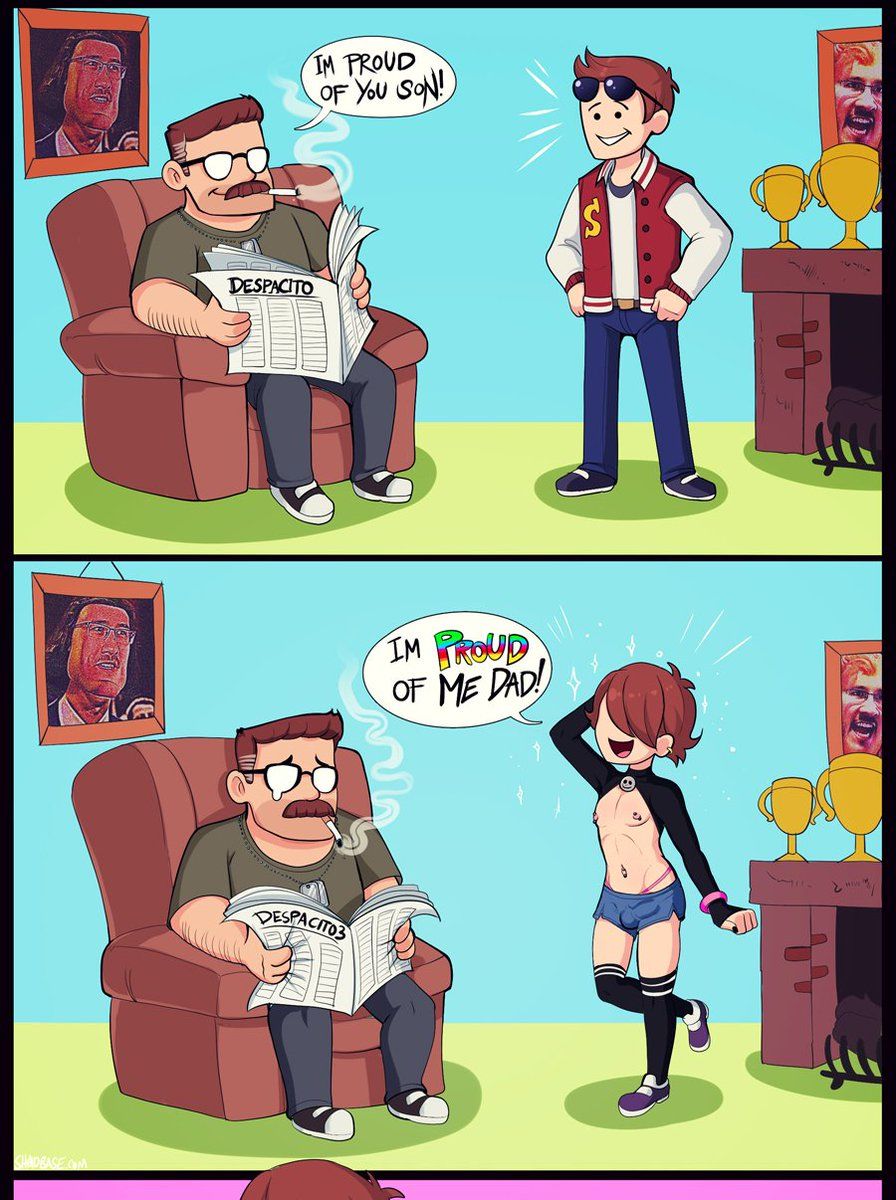 IM PROUD
OF YOU SON!
DESPACITO
$
IM PROUD
OF ME DAD!
DESPACITO3
SHADBASE.COM